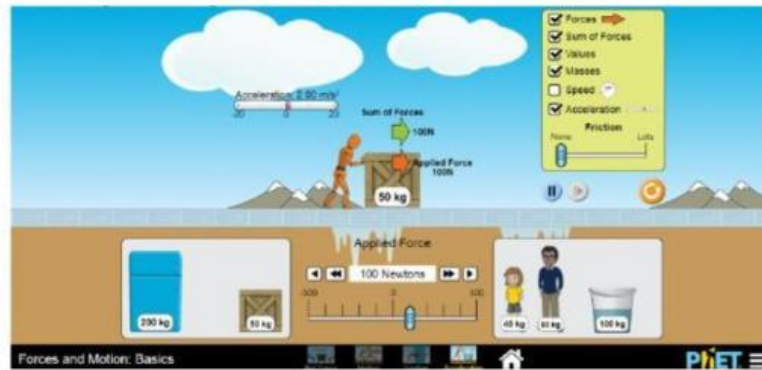 Forces
Sum of Forces
Values
Masses
Speed
Acceleration
Friction
None Lots
Acceleration: 2.00 m/s²
-20 0 20
Sum of Forces
100N
Applied Force
100N
50 kg
Applied Force
100 Newtons
-500 0 500
200 kg
50 kg
40 kg
80 kg
100 kg
Forces and Motion: Basics
PhET